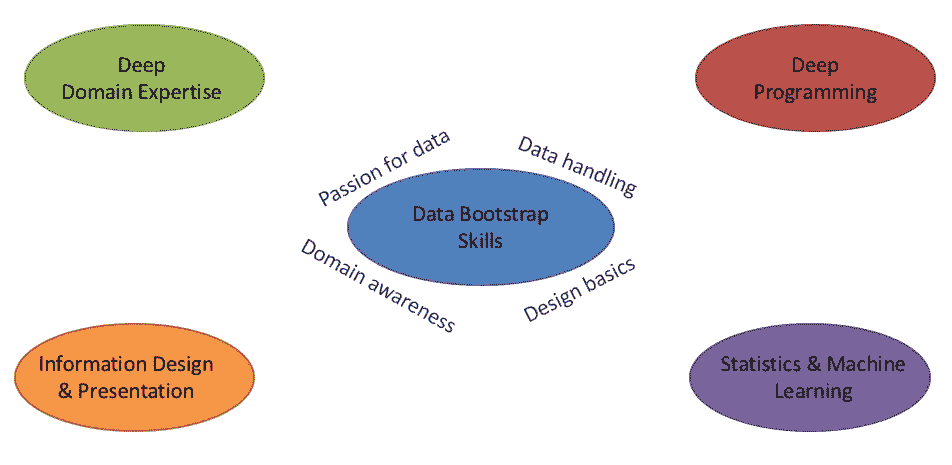 Deep
Domain Expertise
Deep
Programming
Passion for data
Data handling
Data Bootstrap
Skills
Domain awareness
Design basics
Information Design
& Presentation
Statistics & Machine
Learning